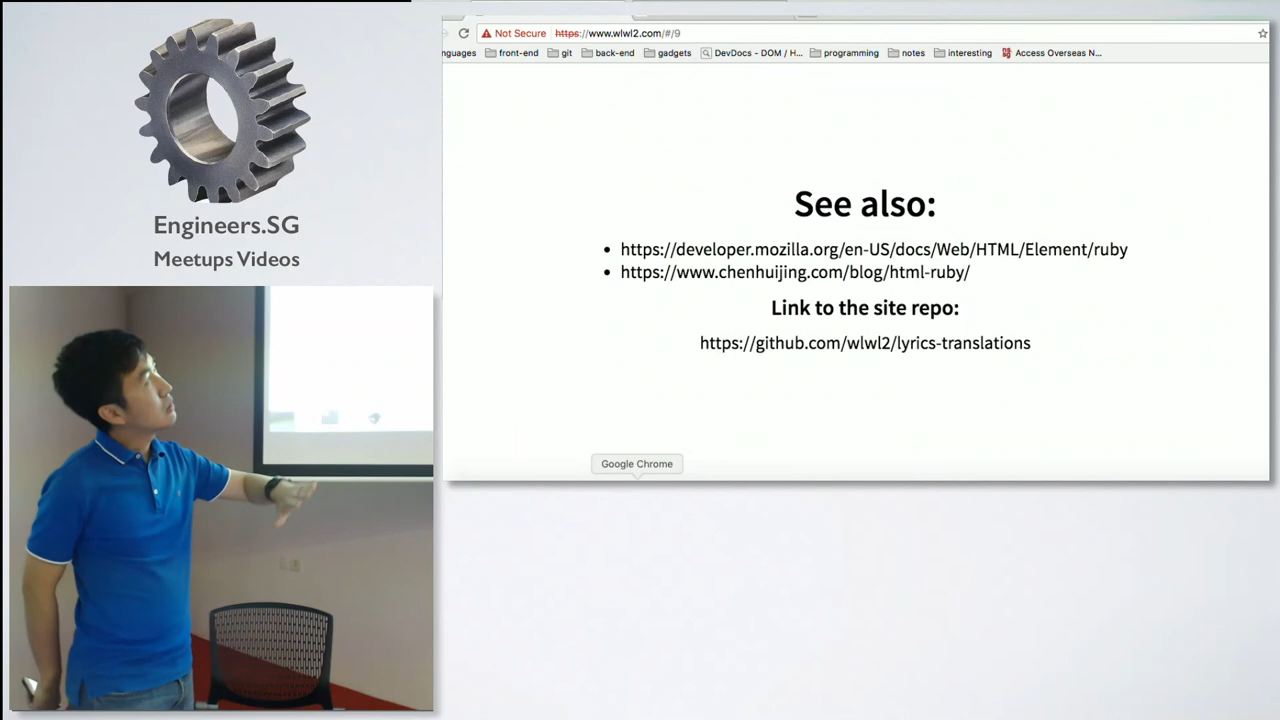 Engineers.SG
Meetups Videos
Not Secure
https://www.wlwl2.com/#/9
nguages
front-end
git
back-end
gadgets
DevDocs - DOM / H...
programming
notes
interesting
Access Overseas N...
See also:
• https://developer.mozilla.org/en-US/docs/Web/HTML/Element/ruby
• https://www.chenhuijing.com/blog/html-ruby/
Link to the site repo:
https://github.com/wlwl2/lyrics-translations
Google Chrome